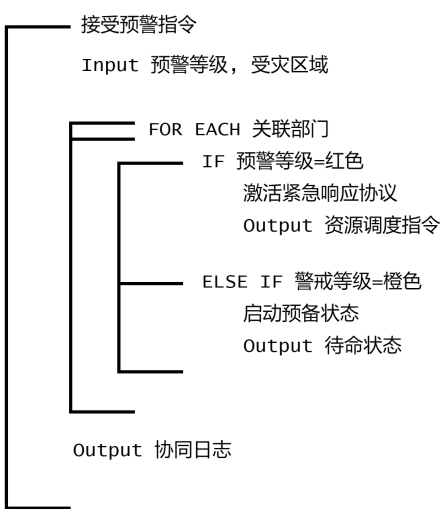 接受预警指令
Input 预警等级, 受灾区域
FOR EACH 关联部门
IF 预警等级=红色
激活紧急响应协议
Output 资源调度指令
ELSE IF 警戒等级=橙色
启动预备状态
Output 待命状态
Output 协同日志